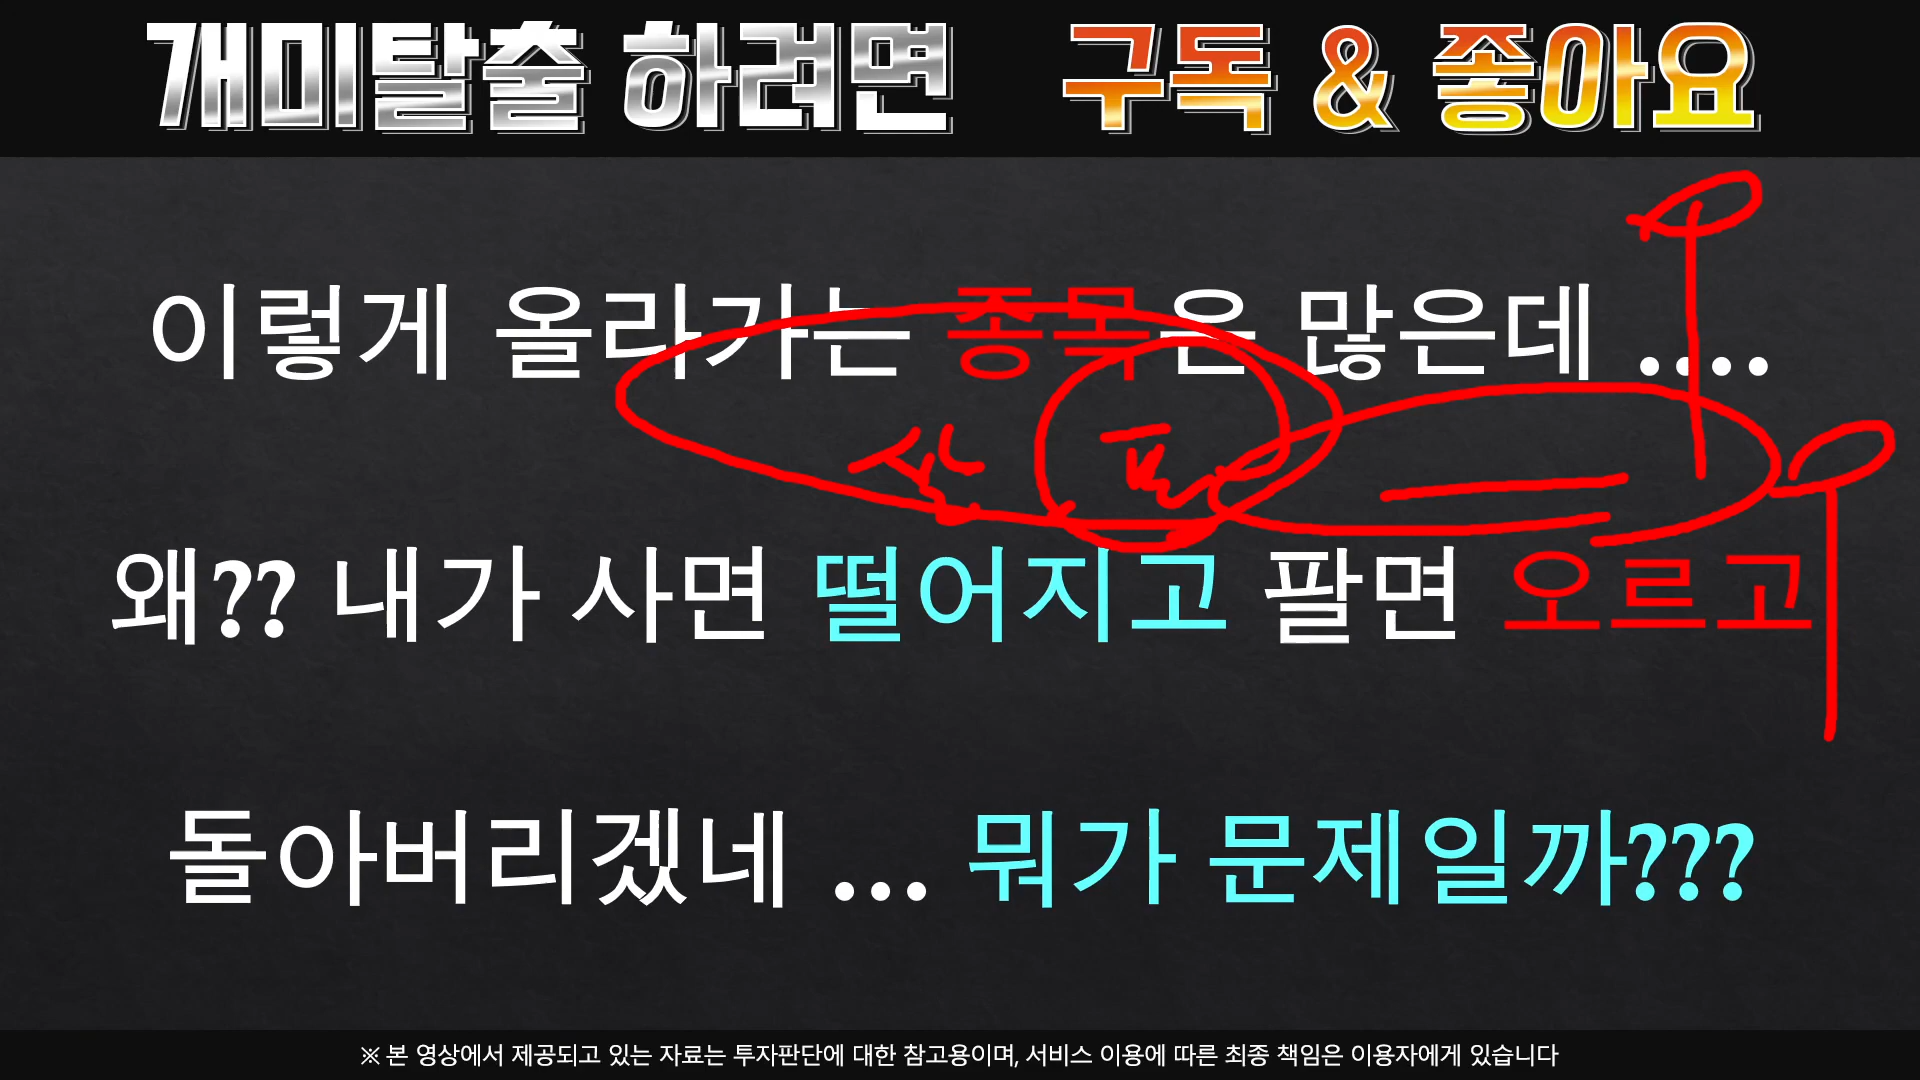 개미탈출 하려면 구독 & 좋아요
이렇게 올라가는 종목은 많은데 ....
왜?? 내가 사면 떨어지고 팔면 오르고
돌아버리겠네 ... 뭐가 문제일까???
※ 본 영상에서 제공되고 있는 자료는 투자판단에 대한 참고용이며, 서비스 이용에 따른 최종 책임은 이용자에게 있습니다